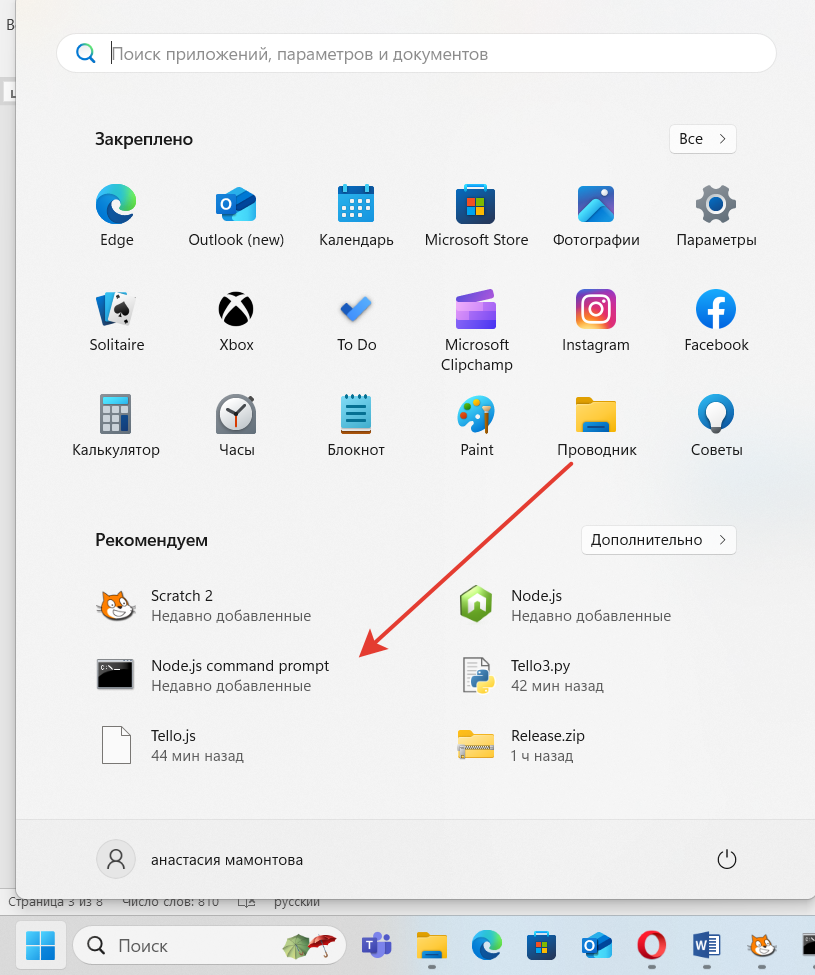 Поиск приложений, параметров и документов
Закреплено
Все
Edge
Outlook (new)
Календарь
Microsoft Store
Фотографии
Параметры
Solitaire
Xbox
To Do
Microsoft
Clipchamp
Instagram
Facebook
Калькулятор
Часы
Блокнот
Paint
Проводник
Советы
Рекомендуем
Дополнительно
Scratch 2
Недавно добавленные
Node.js
Недавно добавленные
Node.js command prompt
Недавно добавленные
Tello3.py
42 мин назад
Tello.js
44 мин назад
Release.zip
1 ч назад
анастасия мамонтова
Страница 3 из 8 Число слов: 810 русский
Поиск